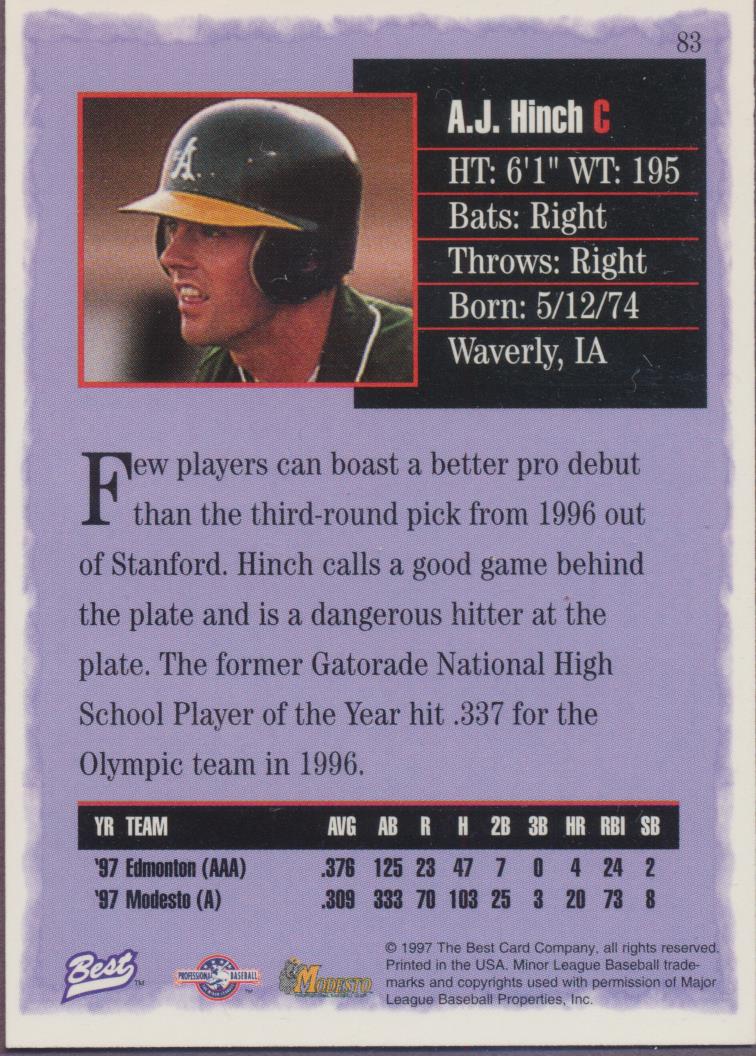 83
A.J. Hinch C
HT: 6'1" WT: 195
Bats: Right
Throws: Right
Born: 5/12/74
Waverly, IA
A
Few players can boast a better pro debut
than the third-round pick from 1996 out
of Stanford. Hinch calls a good game behind
the plate and is a dangerous hitter at the
plate. The former Gatorade National High
School Player of the Year hit .337 for the
Olympic team in 1996.
YR TEAM AVG AB R H 2B 3B HR RBI SB
'97 Edmonton (AAA) .376 125 23 47 7 0 4 24 2
'97 Modesto (A) .309 333 70 103 25 3 20 73 8
Best TM
PROFESSIONAL BASEBALL TM
MODESTO
© 1997 The Best Card Company, all rights reserved.
Printed in the USA. Minor League Baseball trade-
marks and copyrights used with permission of Major
League Baseball Properties, Inc.